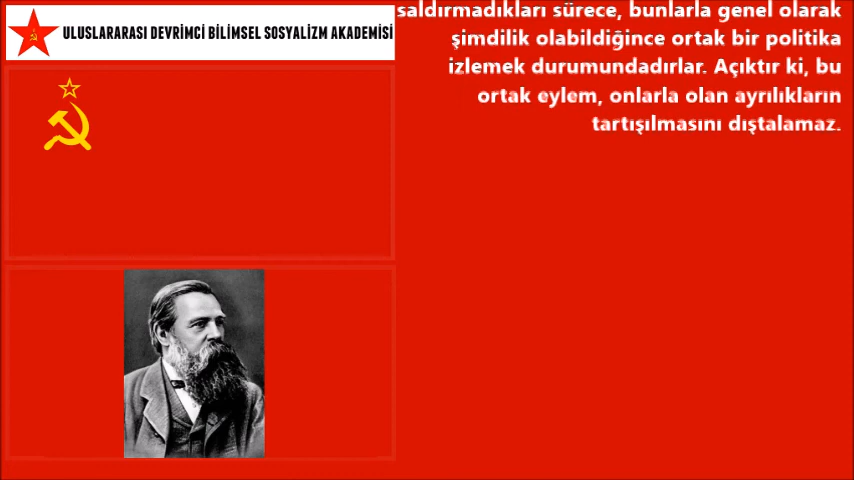 ULUSLARARASI DEVRİMCİ BİLİMSEL SOSYALİZM AKADEMİSİ
saldırmadıkları sürece, bunlarla genel olarak
şimdilik olabildiğince ortak bir politika
izlemek durumundadırlar. Açıktır ki, bu
ortak eylem, onlarla olan ayrılıkların
tartışılmasını dıştalamaz.